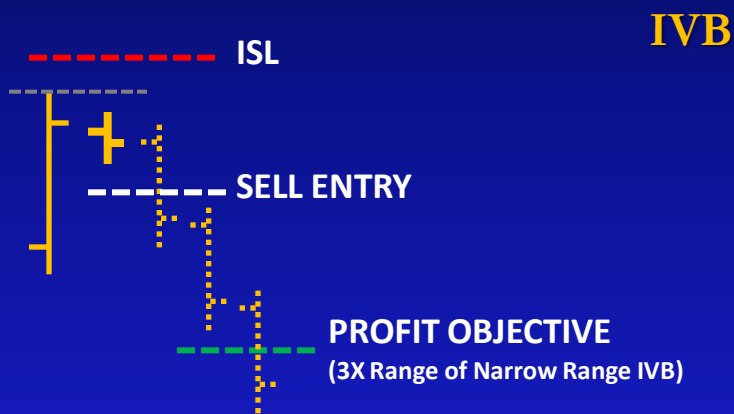 IVB
ISL
SELL ENTRY
PROFIT OBJECTIVE
(3X Range of Narrow Range IVB)